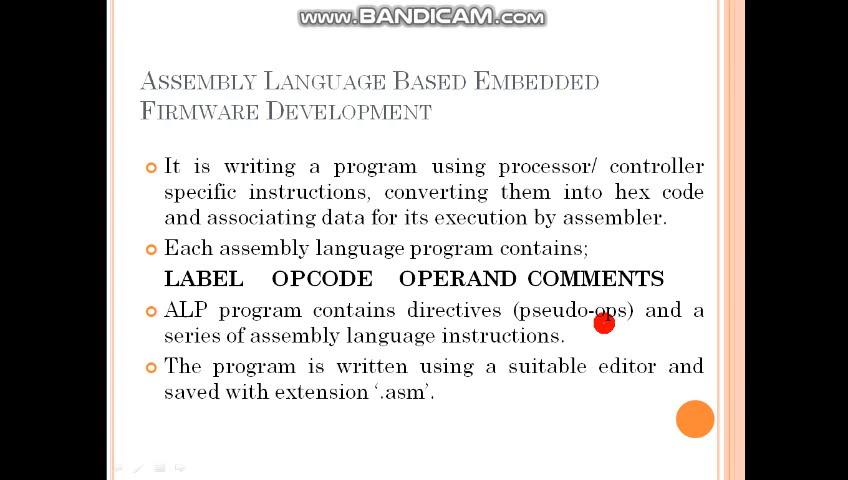 www.BANDICAM.com
ASSEMBLY LANGUAGE BASED EMBEDDED
FIRMWARE DEVELOPMENT
It is writing a program using processor/ controller
specific instructions, converting them into hex code
and associating data for its execution by assembler.
Each assembly language program contains;
LABEL OPCODE OPERAND COMMENTS
ALP program contains directives (pseudo-ops) and a
series of assembly language instructions.
The program is written using a suitable editor and
saved with extension ‘.asm’.